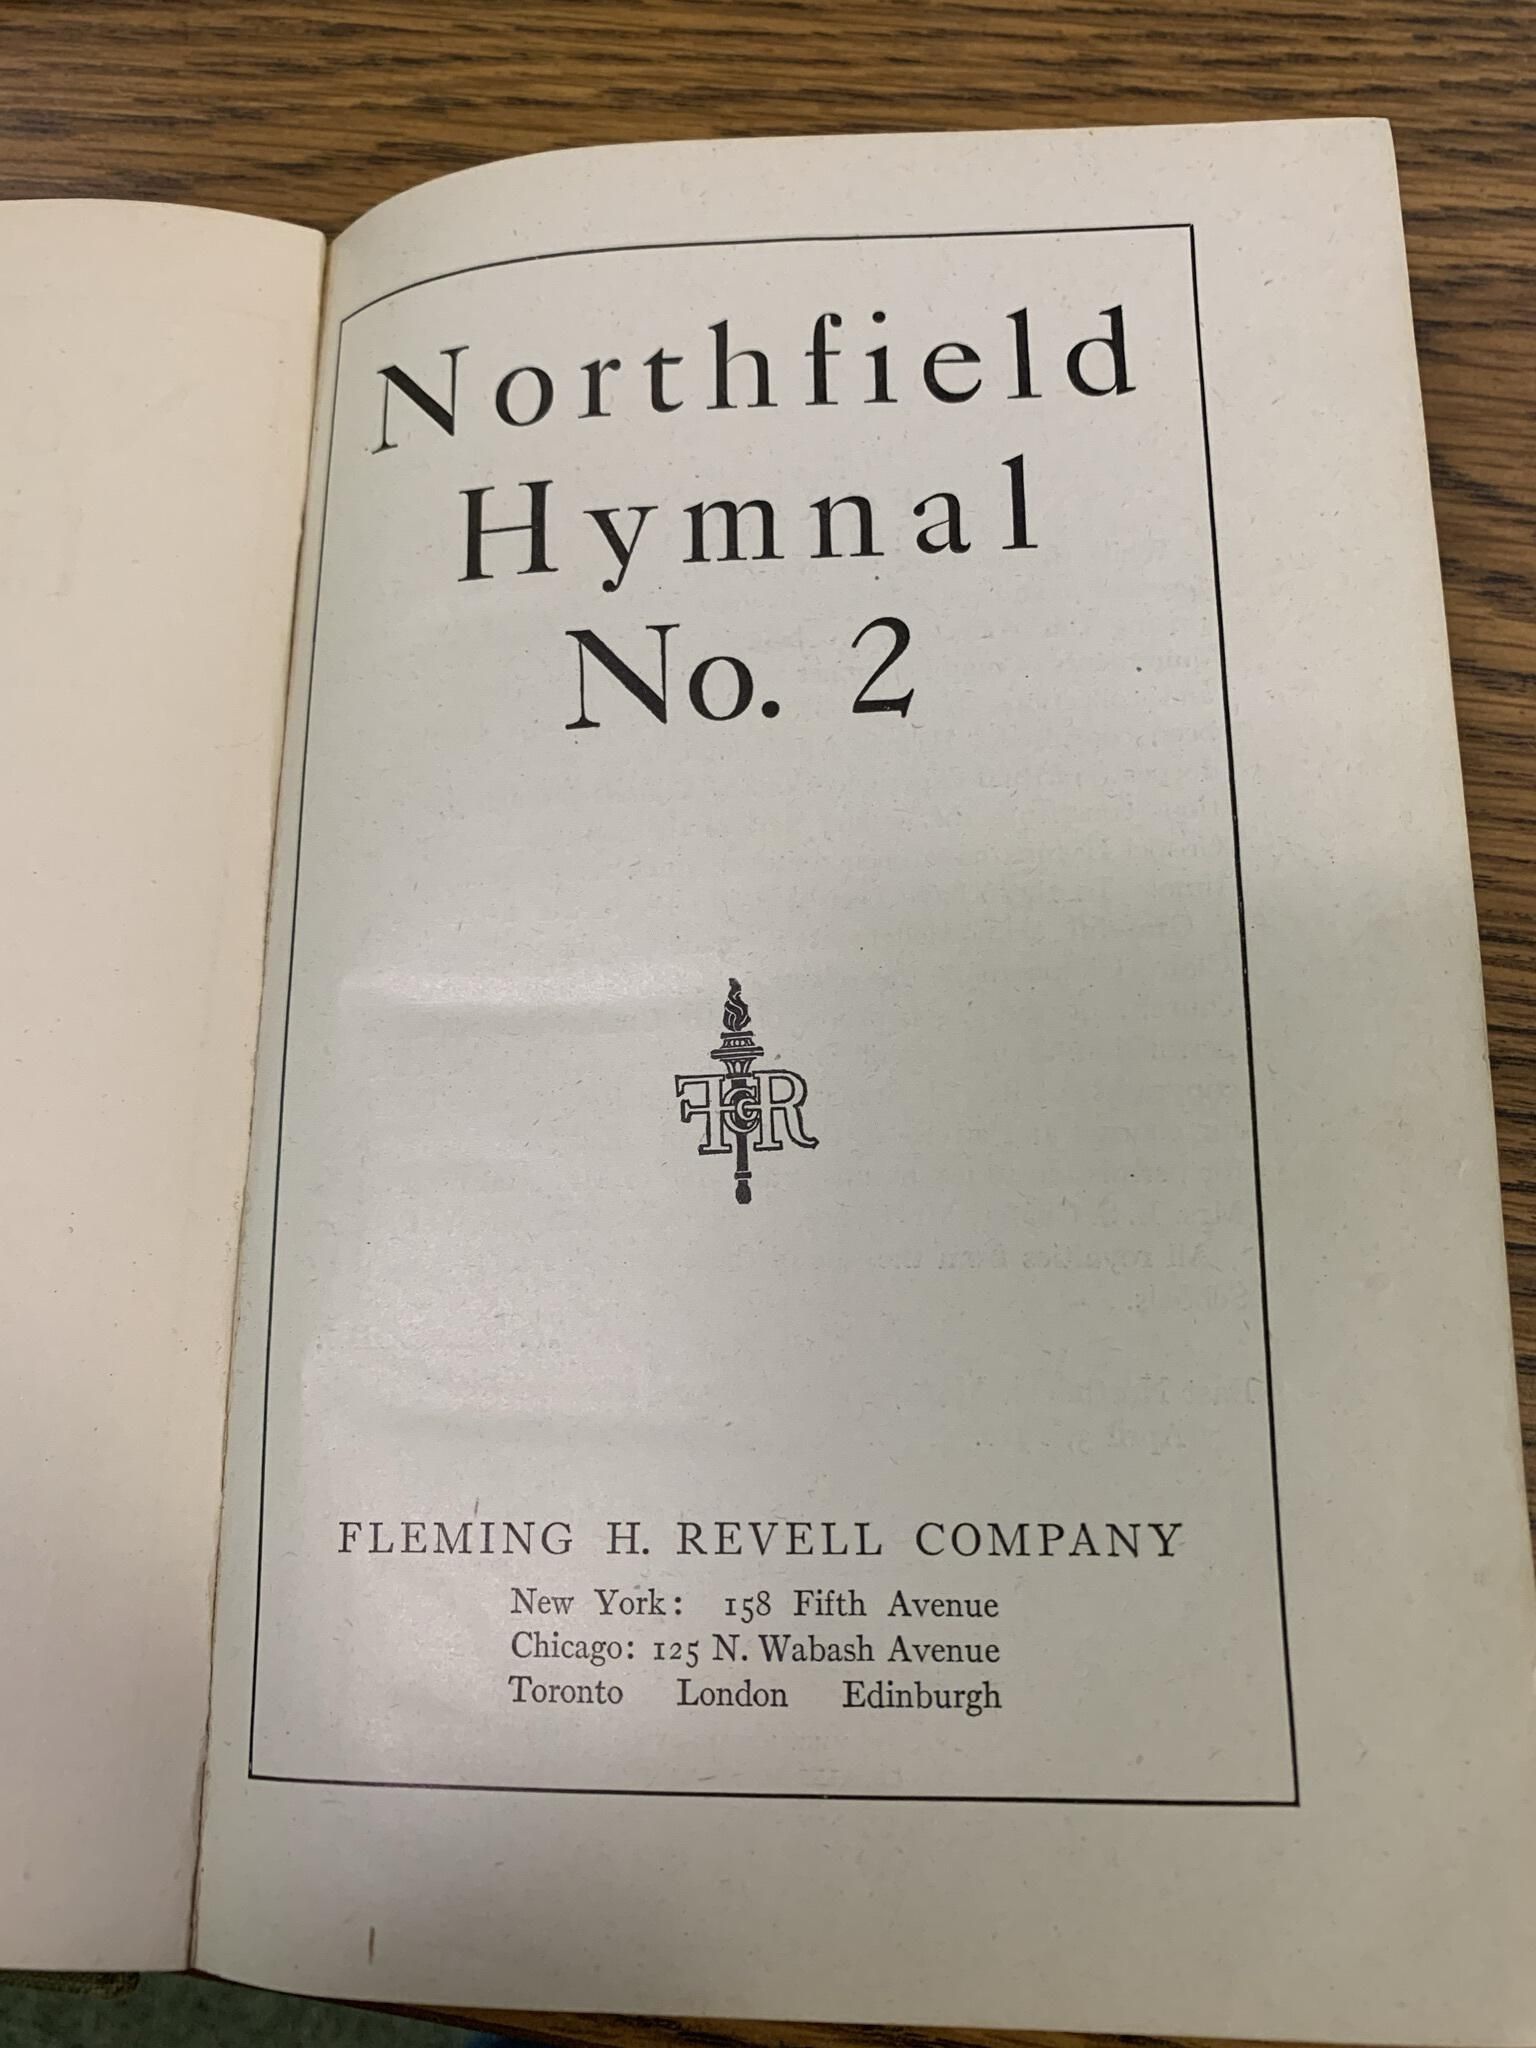 Northfield
Hymnal
No. 2
FCR
FLEMING H. REVELL COMPANY
New York: 158 Fifth Avenue
Chicago: 125 N. Wabash Avenue
Toronto London Edinburgh